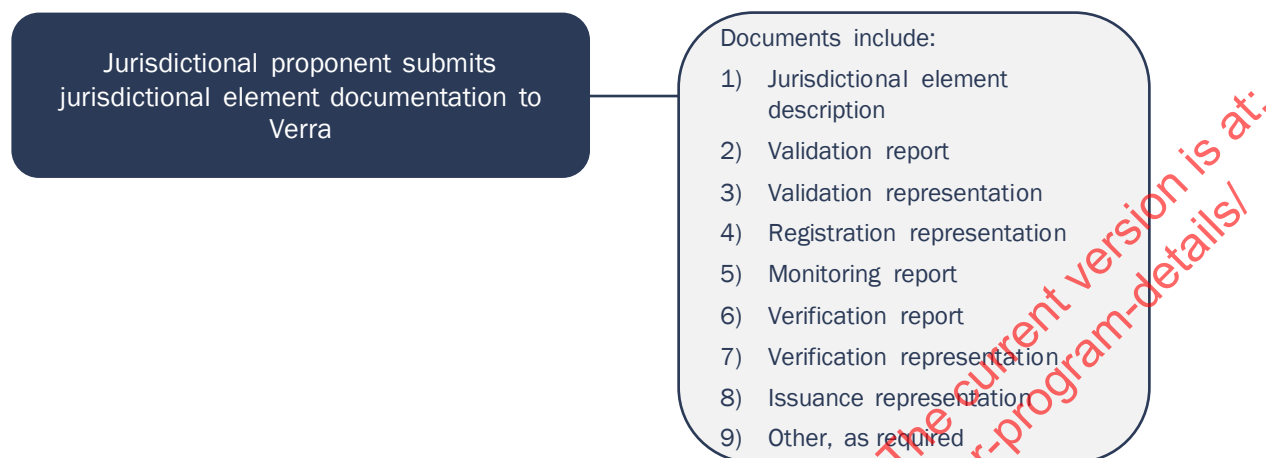 Jurisdictional proponent submits
jurisdictional element documentation to
Verra
Documents include:
1) Jurisdictional element
description
2) Validation report
3) Validation representation
4) Registration representation
5) Monitoring report
6) Verification report
7) Verification representation
8) Issuance representation
9) Other, as required
The current version is at:
r-program-details/